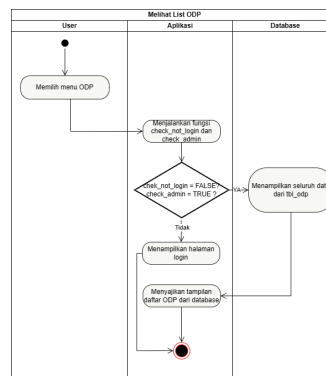 Melihat List ODP
User
Aplikasi
Database
Memilih menu ODP
Menjalankan fungsi
check_not_login dan
check_admin
chek_not_login = FALSE?
check_admin = TRUE ?
YA
Menampilkan seluruh dat
dari tbl_odp
Tidak
Menampilkan halaman
login
Menyajikan tampilan
daftar ODP dari database